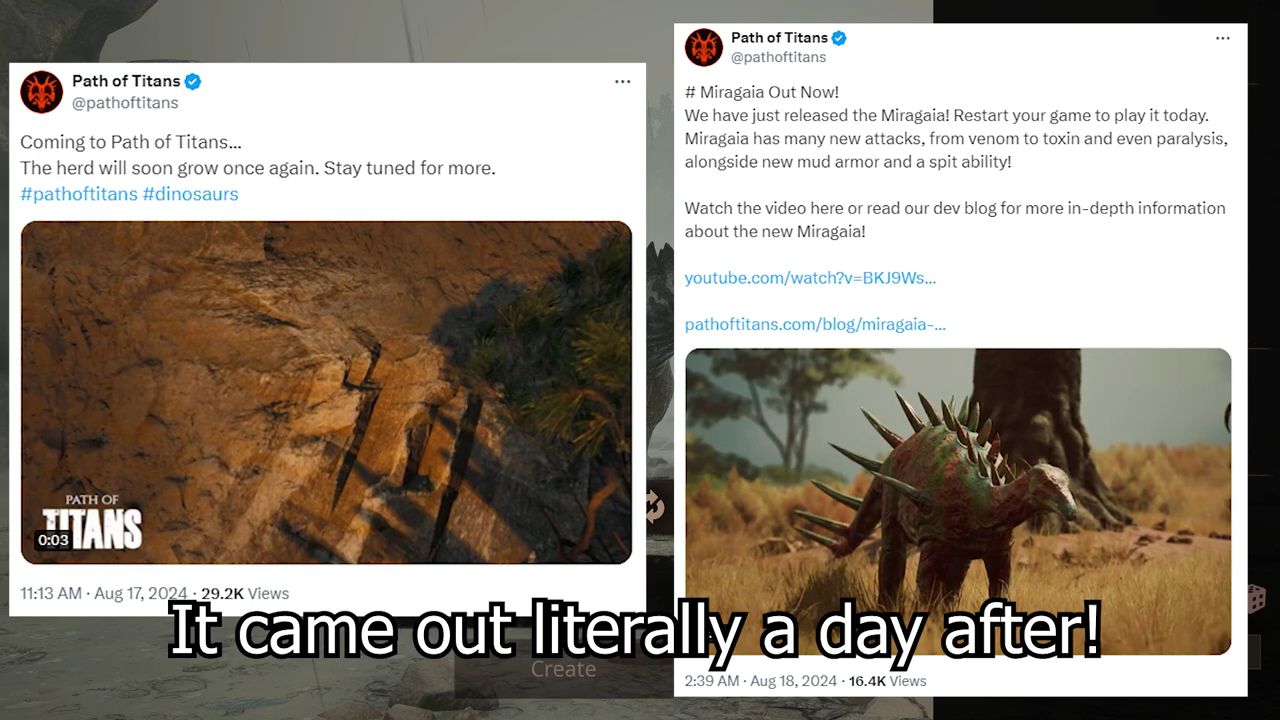 Path of Titans
@pathoftitans
Coming to Path of Titans...
The herd will soon grow once again. Stay tuned for more.
#pathoftitans #dinosaurs
PATH OF
TITANS
0:03
11:13 AM · Aug 17, 2024 · 29.2K Views
Path of Titans
@pathoftitans
# Miragaia Out Now!
We have just released the Miragaia! Restart your game to play it today.
Miragaia has many new attacks, from venom to toxin and even paralysis,
alongside new mud armor and a spit ability!
Watch the video here or read our dev blog for more in-depth information
about the new Miragaia!
youtube.com/watch?v=BKJ9Ws...
pathoftitans.com/blog/miragaia-...
2:39 AM · Aug 18, 2024 · 16.4K Views
It came out literally a day after!
Create